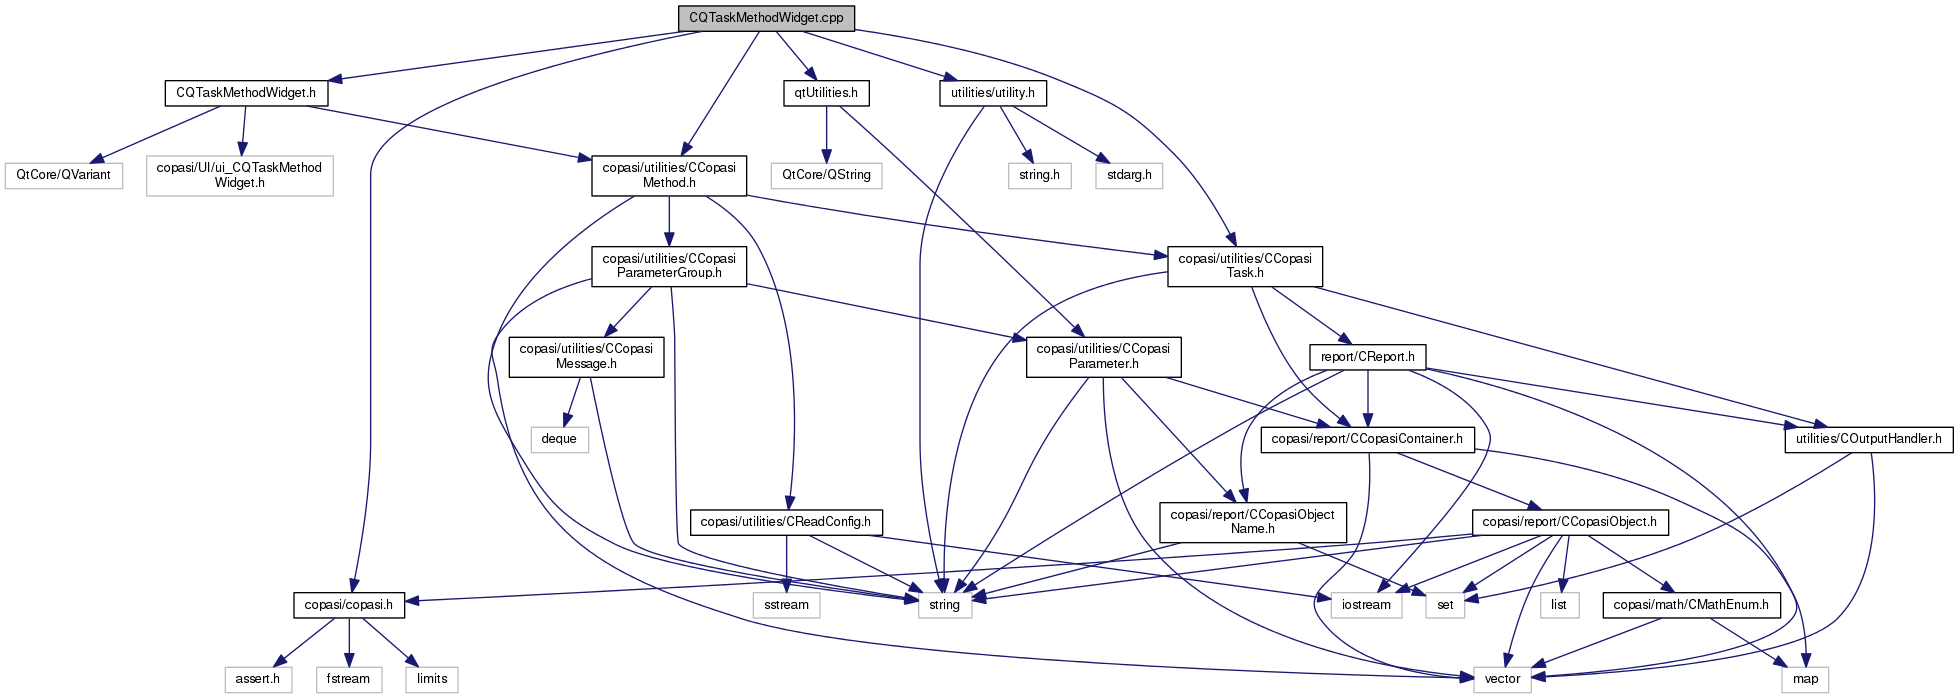 CQTaskMethodWidget.cpp
CQTaskMethodWidget.h
qtUtilities.h
utilities/utility.h
QtCore/QVariant
copasi/UI/ui_CQTaskMethod
Widget.h
copasi/utilities/CCopasi
Method.h
QtCore/QString
string.h
stdarg.h
copasi/utilities/CCopasi
ParameterGroup.h
copasi/utilities/CCopasi
Task.h
copasi/utilities/CCopasi
Message.h
copasi/utilities/CCopasi
Parameter.h
report/CReport.h
deque
copasi/report/CCopasiContainer.h
utilities/COutputHandler.h
copasi/utilities/CReadConfig.h
copasi/report/CCopasiObject
Name.h
copasi/report/CCopasiObject.h
copasi/copasi.h
sstream
string
iostream
set
list
copasi/math/CMathEnum.h
assert.h
fstream
limits
vector
map